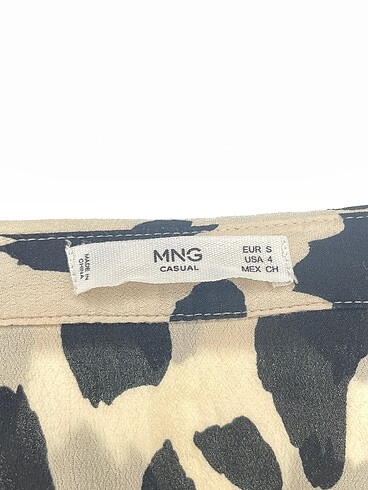 MADE IN
CHINA
MNG
CASUAL
EUR S
USA 4
MEX CH